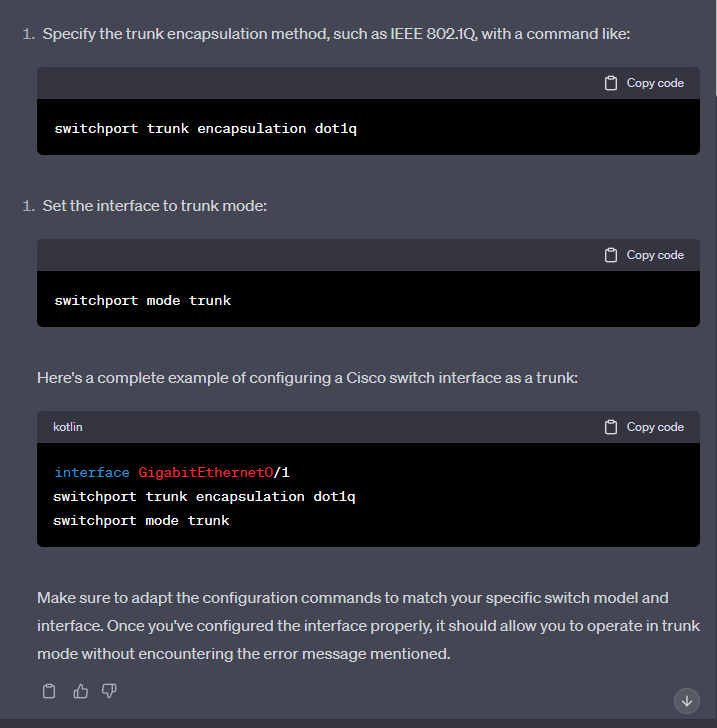 1. Specify the trunk encapsulation method, such as IEEE 802.1Q, with a command like:
Copy code
switchport trunk encapsulation dot1q
1. Set the interface to trunk mode:
Copy code
switchport mode trunk
Here's a complete example of configuring a Cisco switch interface as a trunk:
kotlin Copy code
interface GigabitEthernet0/1
switchport trunk encapsulation dot1q
switchport mode trunk
Make sure to adapt the configuration commands to match your specific switch model and
interface. Once you've configured the interface properly, it should allow you to operate in trunk
mode without encountering the error message mentioned.